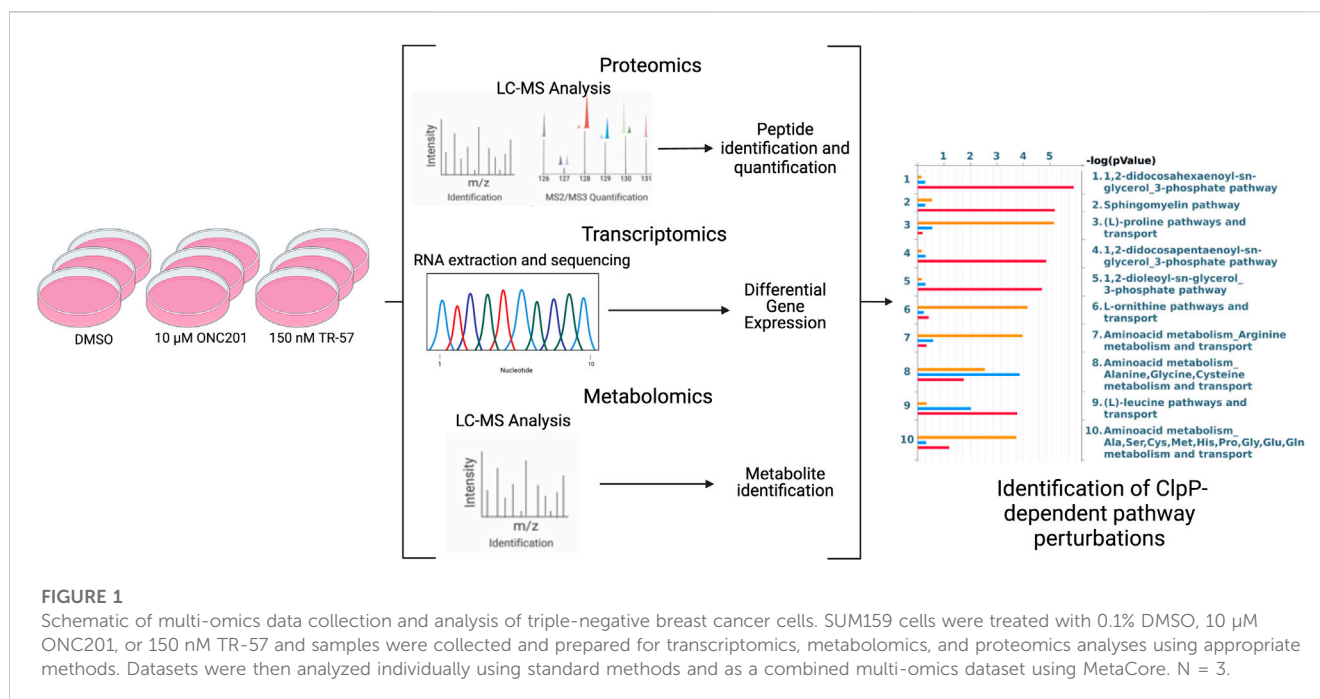 DMSO
10 µM ONC201
150 nM TR-57
Proteomics
LC-MS Analysis
Intensity
m/z
Identification
126 127 128 129 130 131
MS2/MS3 Quantification
Peptide
identification and
quantification
Transcriptomics
RNA extraction and sequencing
1
10
Nucleotide
Differential
Gene
Expression
Metabolomics
LC-MS Analysis
Intensity
m/z
Identification
Metabolite
identification
1 2 3 4 5
-log(pValue)
1
2
3
4
5
6
7
8
9
10
1. 1,2-didocosahexaenoyl-sn-
glycerol_3-phosphate pathway
2. Sphingomyelin pathway
3. (L)-proline pathways and
transport
4. 1,2-didocosapentaenoyl-sn-
glycerol_3-phosphate pathway
5. 1,2-dioleoyl-sn-glycerol_
3-phosphate pathway
6. L-ornithine pathways and
transport
7. Aminoacid metabolism_Arginine
metabolism and transport
8. Aminoacid metabolism_
Alanine,Glycine,Cysteine
metabolism and transport
9. (L)-leucine pathways and
transport
10. Aminoacid metabolism_
Ala,Ser,Cys,Met,His,Pro,Gly,Glu,Gln
metabolism and transport
Identification of ClpP-
dependent pathway
perturbations
FIGURE 1
Schematic of multi-omics data collection and analysis of triple-negative breast cancer cells. SUM159 cells were treated with 0.1% DMSO, 10 µM
ONC201, or 150 nM TR-57 and samples were collected and prepared for transcriptomics, metabolomics, and proteomics analyses using appropriate
methods. Datasets were then analyzed individually using standard methods and as a combined multi-omics dataset using MetaCore. N = 3.